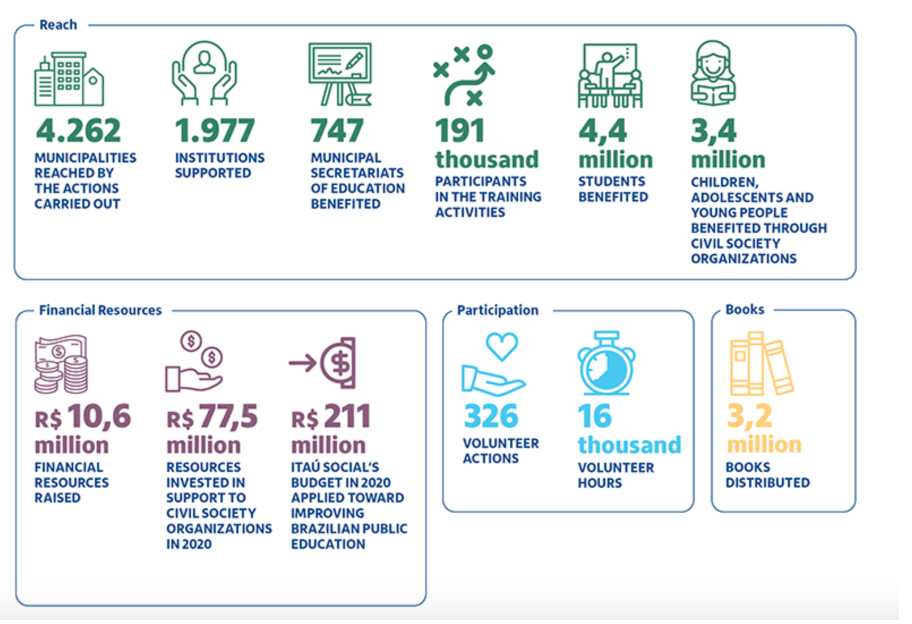 Reach
4.262
MUNICIPALITIES
REACHED BY
THE ACTIONS
CARRIED OUT
1.977
INSTITUTIONS
SUPPORTED
747
MUNICIPAL
SECRETARIATS
OF EDUCATION
BENEFITED
191
thousand
PARTICIPANTS
IN THE TRAINING
ACTIVITIES
4,4
million
STUDENTS
BENEFITED
3,4
million
CHILDREN,
ADOLESCENTS AND
YOUNG PEOPLE
BENEFITED THROUGH
CIVIL SOCIETY
ORGANIZATIONS
Financial Resources
R$ 10,6
million
FINANCIAL
RESOURCES
RAISED
R$ 77,5
million
RESOURCES
INVESTED IN
SUPPORT TO
CIVIL SOCIETY
ORGANIZATIONS
IN 2020
R$ 211
million
ITAÚ SOCIAL'S
BUDGET IN 2020
APPLIED TOWARD
IMPROVING
BRAZILIAN PUBLIC
EDUCATION
Participation
326
VOLUNTEER
ACTIONS
16
thousand
VOLUNTEER
HOURS
Books
3,2
million
BOOKS
DISTRIBUTED